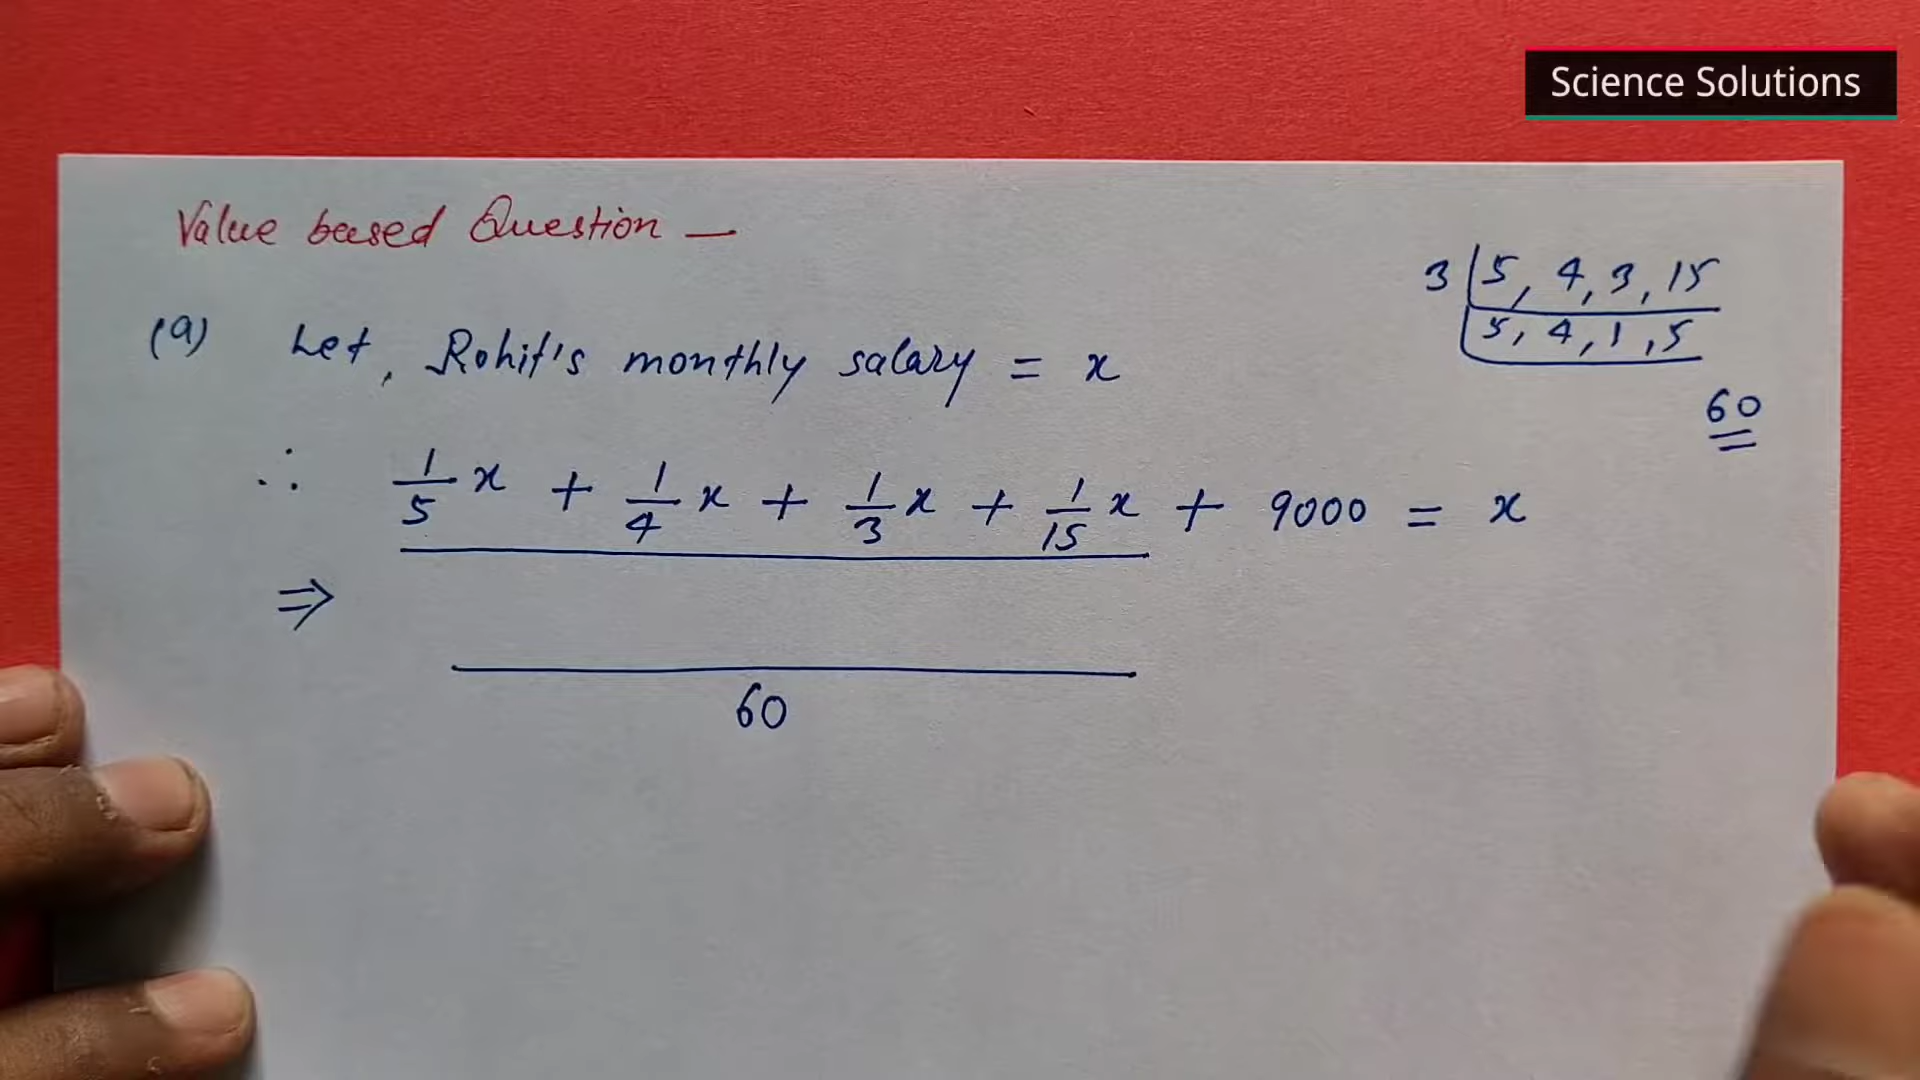 Science Solutions
Value based Question —
(a) Let, Rohit's monthly salary = x
3 | 5, 4, 3, 15
5, 4, 1, 5
60
∴ 1/5 x + 1/4 x + 1/3 x + 1/15 x + 9000 = x
⇒
60